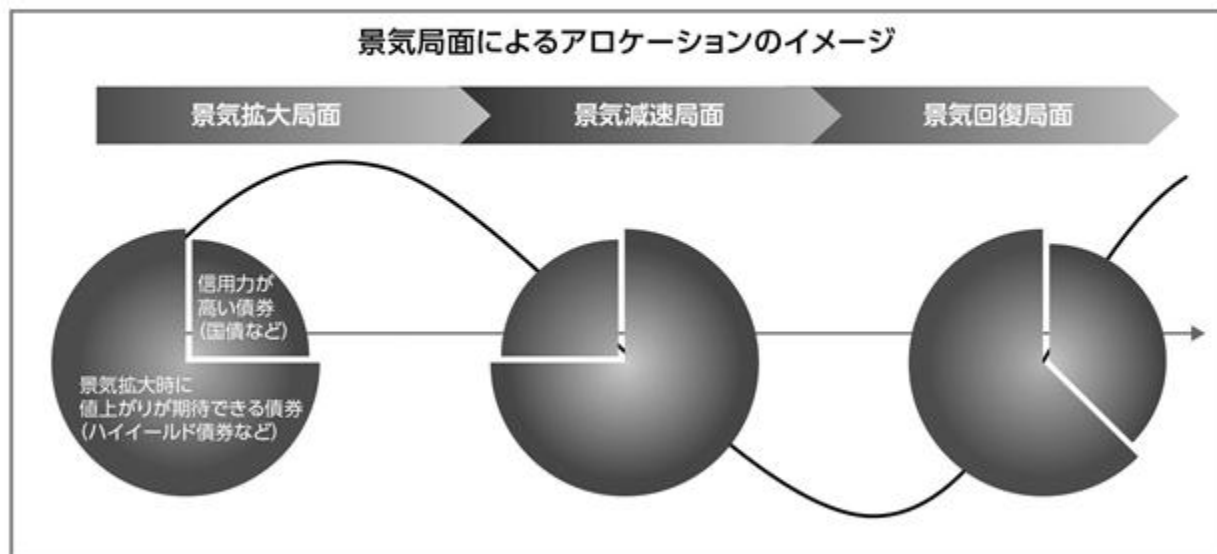 景気局面によるアロケーションのイメージ
景気拡大局面
景気減速局面
景気回復局面
信用力が
高い債券
(国債など)
景気拡大時に
値上がりが期待できる債券
(ハイイールド債券など)